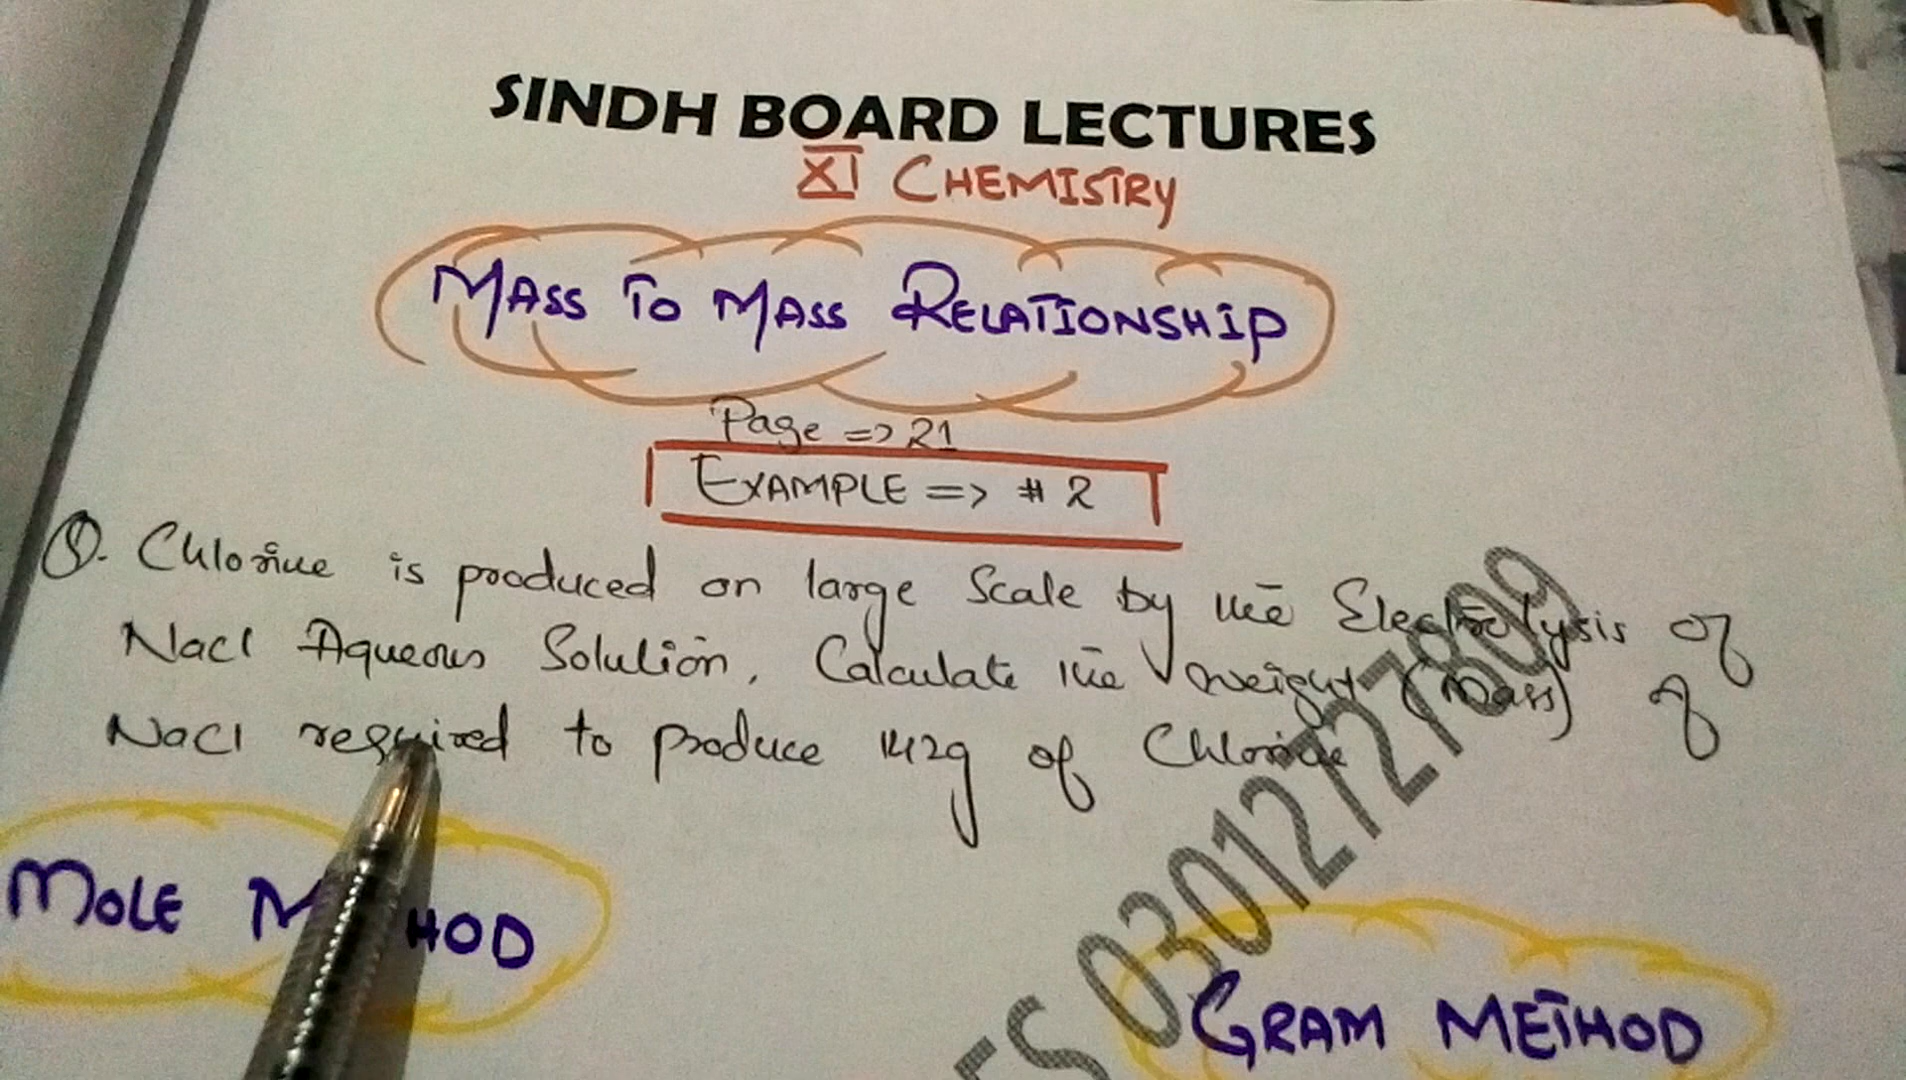 SINDH BOARD LECTURES
XI CHEMISTRY
MASS TO MASS RELATIONSHIP
Page => 21
EXAMPLE => # 2
Q. Chlorine is produced on large Scale by the Electrolysis of
NaCl Aqueous Solution, Calculate the weight (mass) of
NaCl required to produce 142g of Chlorine
MOLE M HOD
GRAM METHOD
03012727809